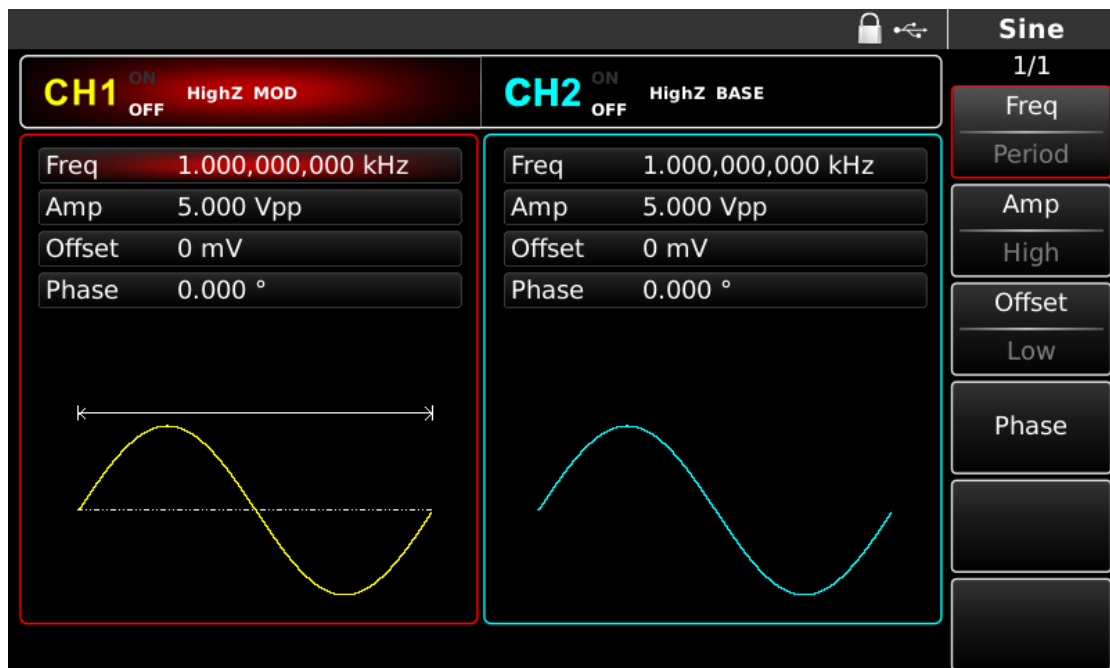 Sine
1/1
CH1 ON OFF HighZ MOD
CH2 ON OFF HighZ BASE
Freq 1.000,000,000 kHz
Amp 5.000 Vpp
Offset 0 mV
Phase 0.000 °
Freq 1.000,000,000 kHz
Amp 5.000 Vpp
Offset 0 mV
Phase 0.000 °
Freq
Period
Amp
High
Offset
Low
Phase